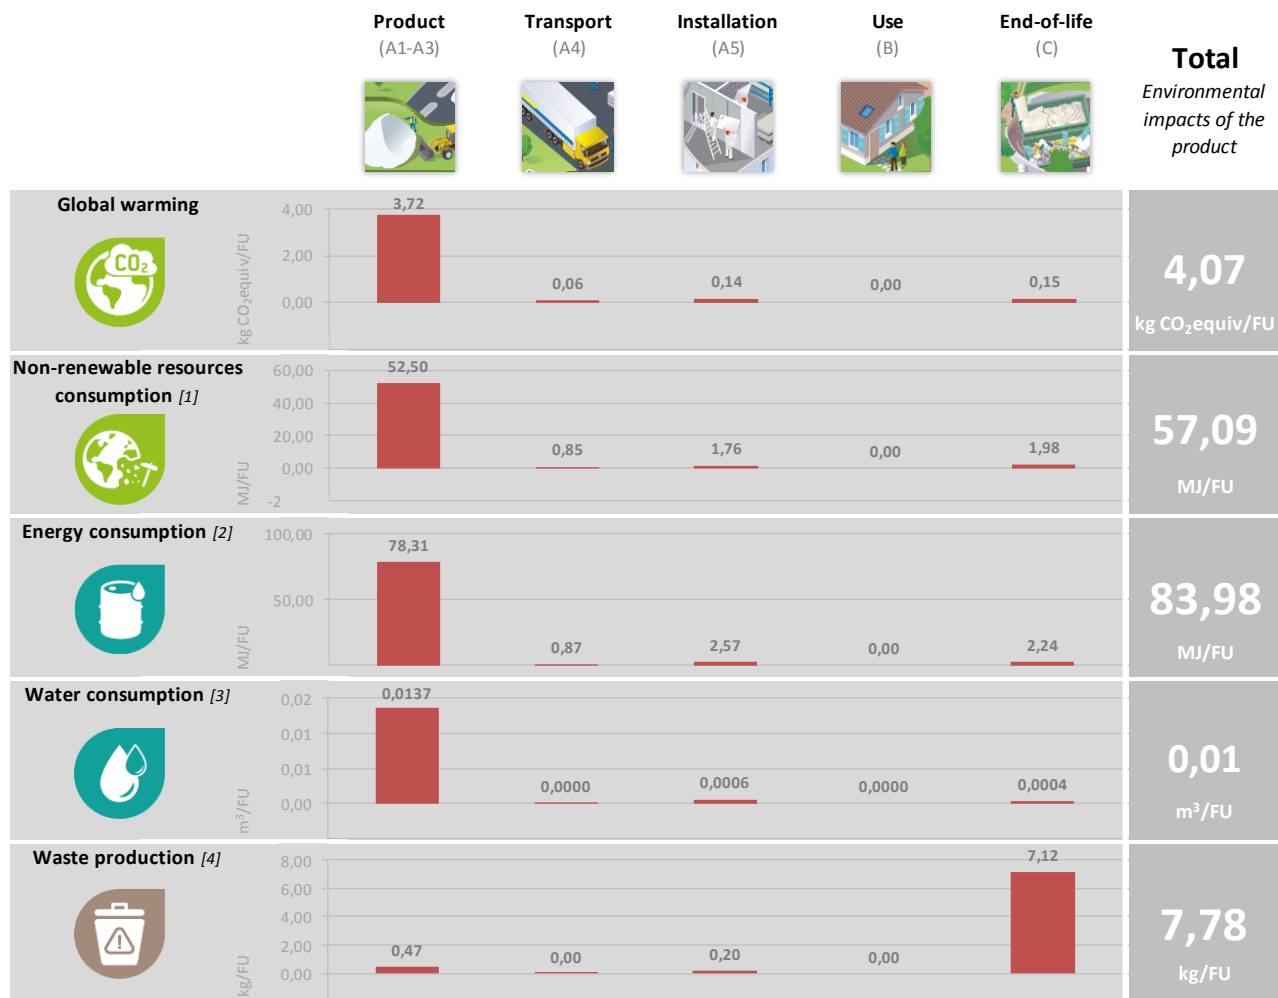 Product
(A1-A3)
Transport
(A4)
Installation
(A5)
Use
(B)
End-of-life
(C)
Total
Environmental
impacts of the
product
Global warming
CO2
kg CO2equiv/FU
4,00
2,00
0,00
3,72
0,06
0,14
0,00
0,15
4,07
kg CO2equiv/FU
Non-renewable resources
consumption [1]
MJ/FU
60,00
40,00
20,00
0,00
-2
52,50
0,85
1,76
0,00
1,98
57,09
MJ/FU
Energy consumption [2]
MJ/FU
100,00
50,00
78,31
0,87
2,57
0,00
2,24
83,98
MJ/FU
Water consumption [3]
m³/FU
0,02
0,01
0,01
0,00
0,0137
0,0000
0,0006
0,0000
0,0004
0,01
m³/FU
Waste production [4]
kg/FU
8,00
6,00
4,00
2,00
0,00
0,47
0,00
0,20
0,00
7,12
7,78
kg/FU